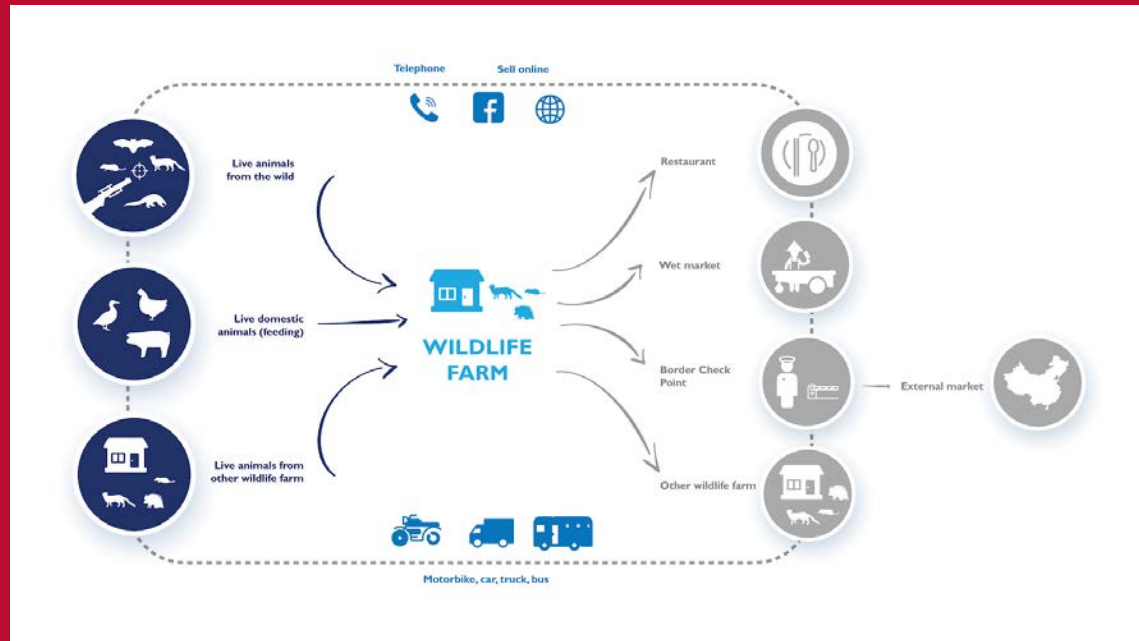 Telephone
Sell online
Live animals
from the wild
Restaurant
Wet market
Live domestic
animals (feeding)
WILDLIFE
FARM
Border Check
Point
External market
Live animals from
other wildlife farm
Other wildlife farm
Motorbike, car, truck, bus